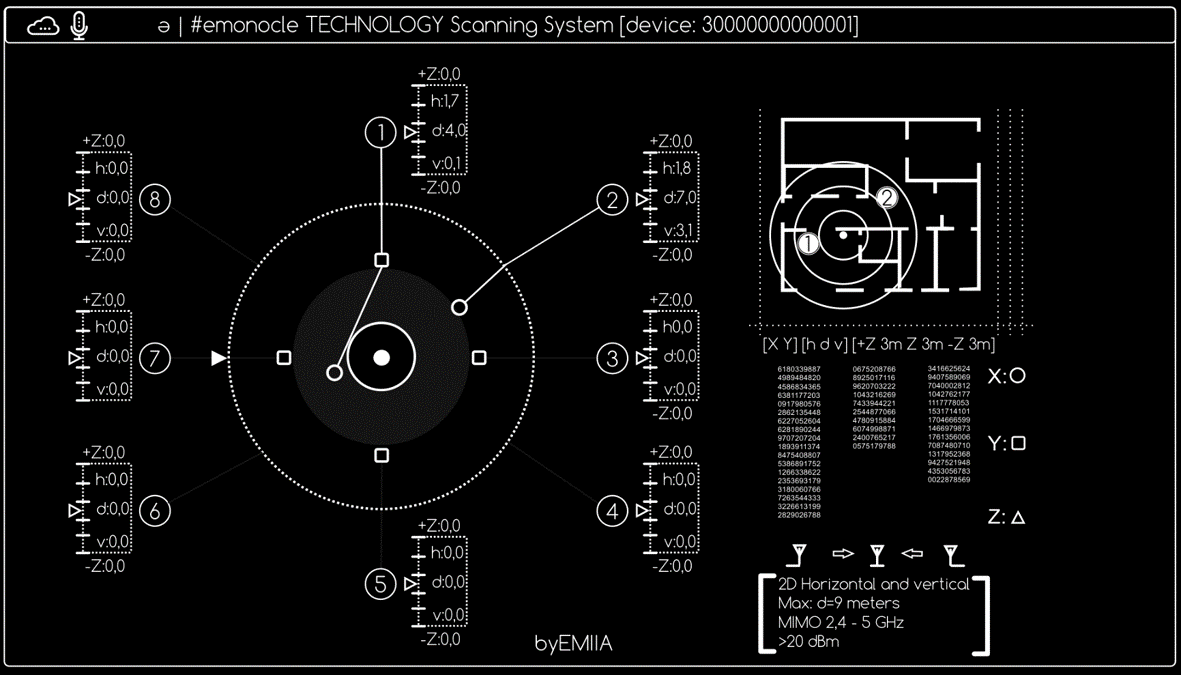 ə | #emonocle TECHNOLOGY Scanning System [device: 30000000000001]
+Z:0,0
1
h:1,7
d:4,0
v:0,1
-Z:0,0
+Z:0,0
2
h:1,8
d:7,0
v:3,1
-Z:0,0
+Z:0,0
3
h:0,0
d:0,0
v:0,0
-Z:0,0
+Z:0,0
4
h:0,0
d:0,0
v:0,0
-Z:0,0
+Z:0,0
5
h:0,0
d:0,0
v:0,0
-Z:0,0
+Z:0,0
6
h:0,0
d:0,0
v:0,0
-Z:0,0
+Z:0,0
7
h:0,0
d:0,0
v:0,0
-Z:0,0
+Z:0,0
8
h:0,0
d:0,0
v:0,0
-Z:0,0
byEMIIA
1
2
[X Y] [h d v] [+Z 3m Z 3m -Z 3m]
6180339887
4989484820
4586834365
6381177203
0917980576
2862135448
6227052604
6281890244
9707207204
1893911374
8475408807
5386891752
1266338622
2353693179
3180060766
7263544333
3226613199
2829026788
0675208766
8925017116
9620703222
1043216269
7433944221
2544877066
4780915884
6074998871
2400765217
0575179788
3416625624
9407589069
7040002812
1042762177
1117778053
1531714101
1704666599
1466979873
1761356006
7087480710
1317952368
9427521948
4353056783
0022878569
X:
Y:
Z:
2D Horizontal and vertical
Max: d=9 meters
MIMO 2,4 - 5 GHz
>20 dBm